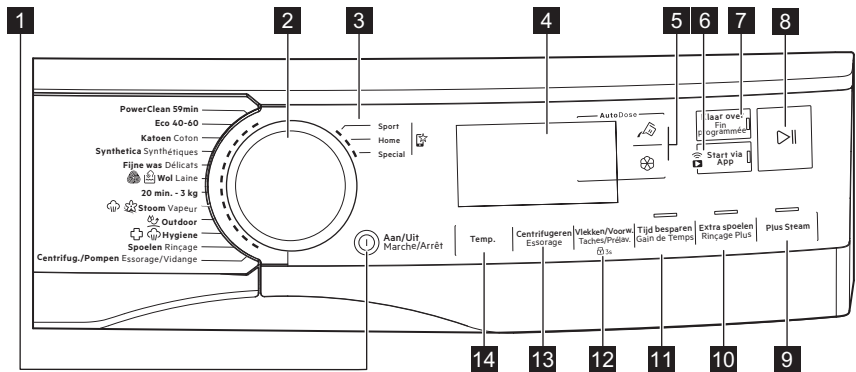 1
2
3
4
5
6
7
8
PowerClean 59min
Eco 40-60
Katoen Coton
Synthetica Synthétiques
Fijne was Délicats
Wol Laine
20 min. - 3 kg
Stoom Vapeur
Outdoor
Hygiene
Spoelen Rinçage
Centrifug./Pompen Essorage/Vidange
Sport
Home
Special
Aan/Uit
Marche/Arrêt
AutoDose
Klaar over
Fin
programmée
Start via
App
Temp.
Centrifugeren
Essorage
Vlekken/Voorw.
Taches/Prélav.
3s
Tijd besparen
Gain de Temps
Extra spoelen
Rinçage Plus
Plus Steam
14
13
12
11
10
9